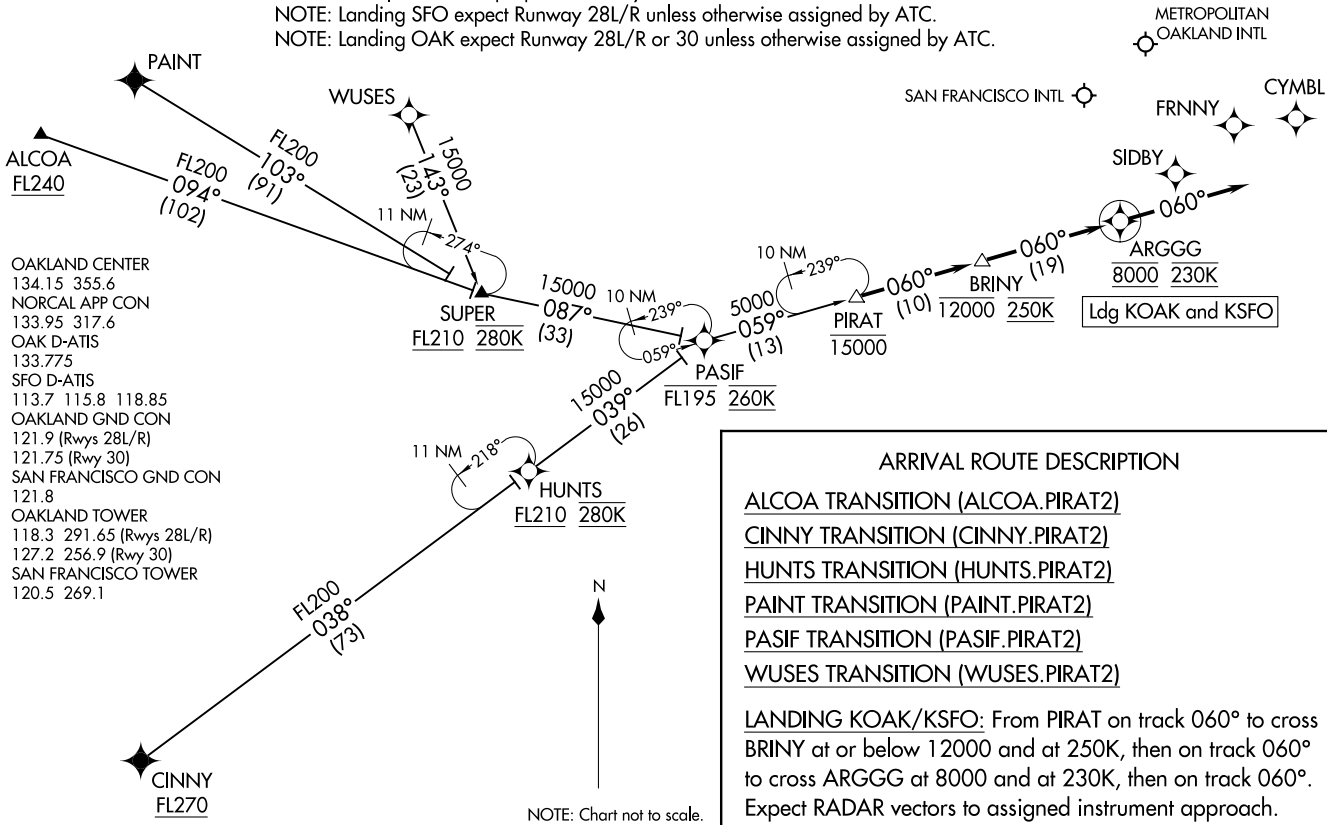 NOTE: Landing SFO expect Runway 28L/R unless otherwise assigned by ATC.
NOTE: Landing OAK expect Runway 28L/R or 30 unless otherwise assigned by ATC.
METROPOLITAN
OAKLAND INTL
SAN FRANCISCO INTL
CYMBL
FRNNY
SIDBY
PAINT
WUSES
ALCOA
FL240
FL200
103°
(91)
FL200
094°
(102)
15000
143°
(23)
11 NM
274°
SUPER
FL210 280K
15000
087°
(33)
10 NM
239°
059°
PASIF
FL195 260K
5000
059°
(13)
10 NM
239°
PIRAT
15000
060°
(10)
BRINY
12000 250K
060°
(19)
ARGGG
8000 230K
060°
Ldg KOAK and KSFO
15000
039°
(26)
11 NM
218°
HUNTS
FL210 280K
FL200
038°
(73)
CINNY
FL270
OAKLAND CENTER
134.15 355.6
NORCAL APP CON
133.95 317.6
OAK D-ATIS
133.775
SFO D-ATIS
113.7 115.8 118.85
OAKLAND GND CON
121.9 (Rwys 28L/R)
121.75 (Rwy 30)
SAN FRANCISCO GND CON
121.8
OAKLAND TOWER
118.3 291.65 (Rwys 28L/R)
127.2 256.9 (Rwy 30)
SAN FRANCISCO TOWER
120.5 269.1
N
NOTE: Chart not to scale.
ARRIVAL ROUTE DESCRIPTION
ALCOA TRANSITION (ALCOA.PIRAT2)
CINNY TRANSITION (CINNY.PIRAT2)
HUNTS TRANSITION (HUNTS.PIRAT2)
PAINT TRANSITION (PAINT.PIRAT2)
PASIF TRANSITION (PASIF.PIRAT2)
WUSES TRANSITION (WUSES.PIRAT2)
LANDING KOAK/KSFO: From PIRAT on track 060° to cross
BRINY at or below 12000 and at 250K, then on track 060°
to cross ARGGG at 8000 and at 230K, then on track 060°.
Expect RADAR vectors to assigned instrument approach.